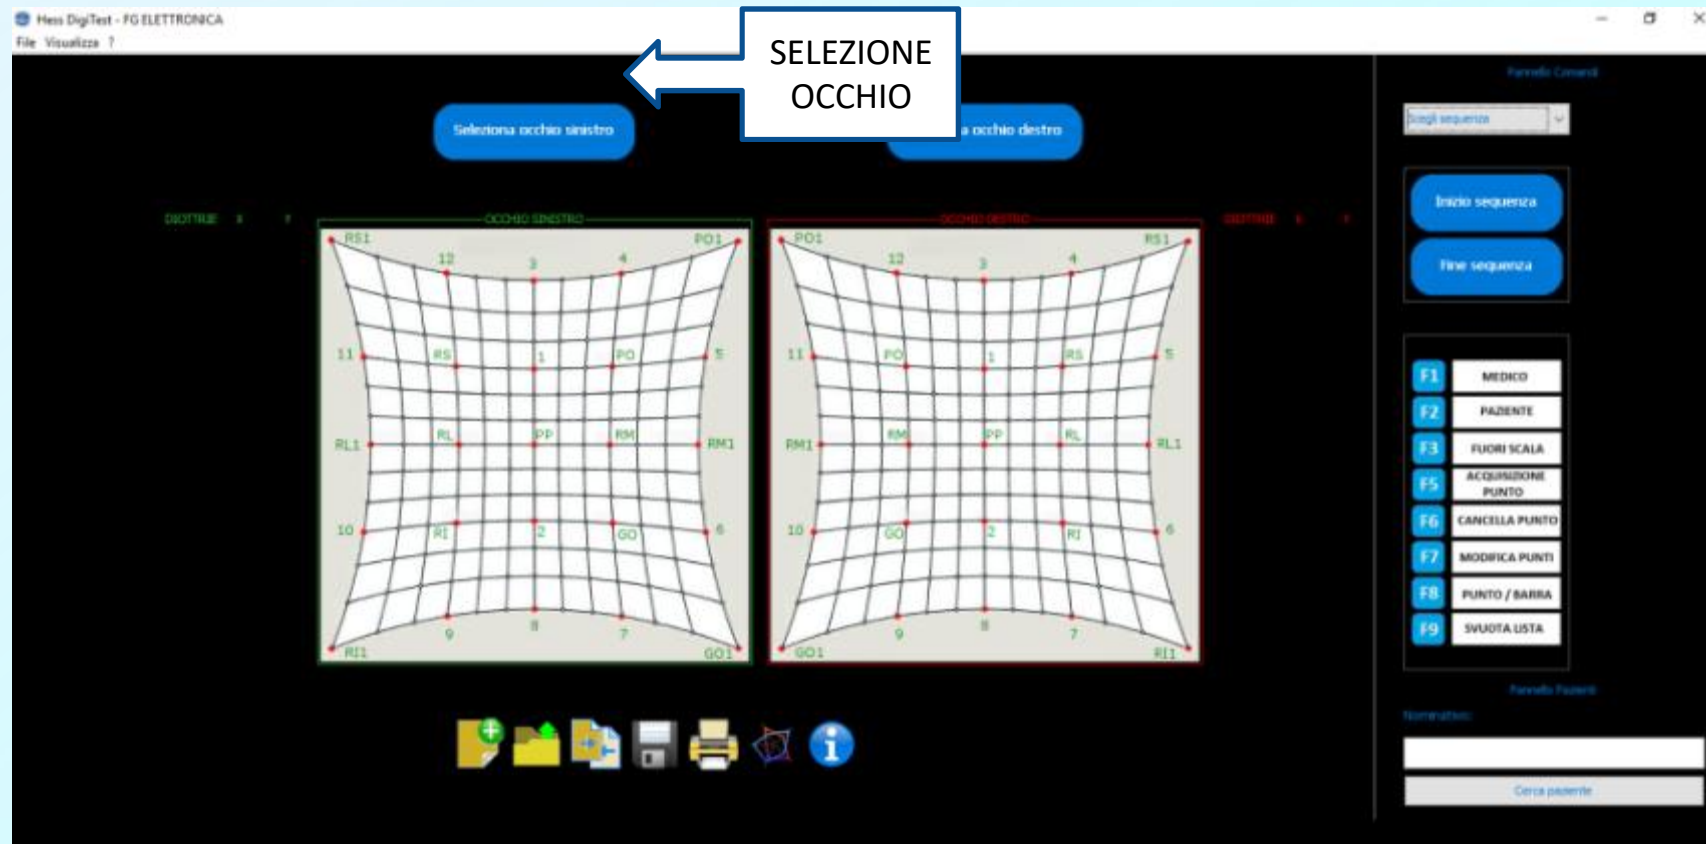 Hess DigiTest - FG ELETTRONICA
File Visualizza ?
SELEZIONE
OCCHIO
Seleziona occhio sinistro
a occhio destro
Pannello Comandi
Scegli sequenza
Inizio sequenza
Fine sequenza
DIOTTRIE X Y
OCCHIO SINISTRO
OCCHIO DESTRO
DIOTTRIE X Y
RS1 12 3 4 PO1
11 RS 1 PO 5
RL1 RL PP RM RM1
10 RI 2 GO 6
RI1 9 8 7 GO1
PO1 12 3 4 RS1
11 PO 1 RS 5
RM1 RM PP RL RL1
10 GO 2 RI 6
GO1 9 8 7 RI1
F1 MEDICO
F2 PAZIENTE
F3 FUORI SCALA
F5 ACQUISIZIONE
PUNTO
F6 CANCELLA PUNTO
F7 MODIFICA PUNTI
F8 PUNTO / BARRA
F9 SVUOTA LISTA
Pannello Pazienti
Nominativo:
Cerca paziente